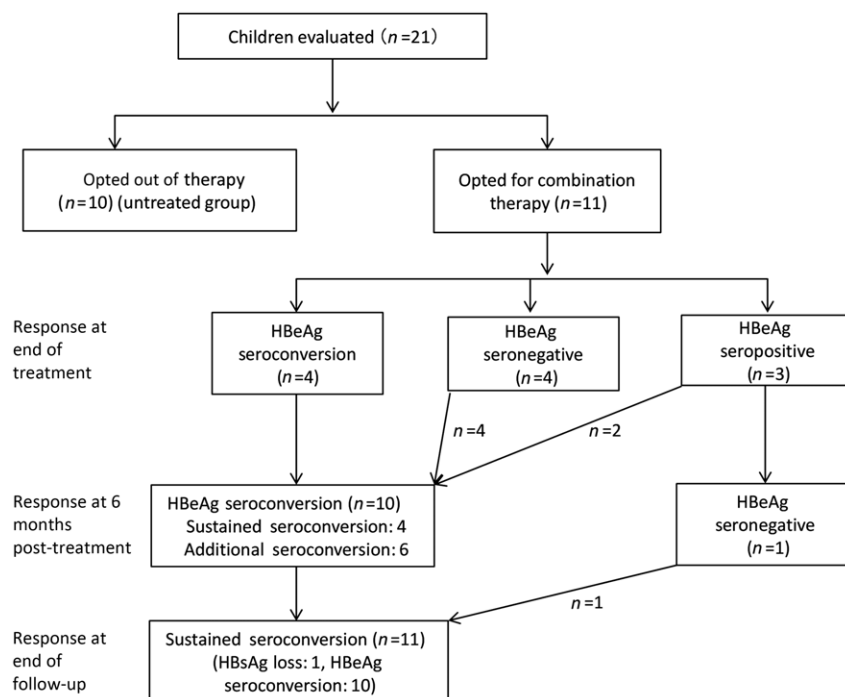 Children evaluated (n=21)
Opted out of therapy
(n=10) (untreated group)
Opted for combination
therapy (n=11)
Response at
end of
treatment
HBeAg
seroconversion
(n=4)
HBeAg
seronegative
(n=4)
HBeAg
seropositive
(n=3)
n=4
n=2
Response at 6
months
post-treatment
HBeAg seroconversion (n=10)
Sustained seroconversion: 4
Additional seroconversion: 6
HBeAg
seronegative
(n=1)
n=1
Response at
end of
follow-up
Sustained seroconversion (n=11)
(HBsAg loss: 1, HBeAg
seroconversion: 10)